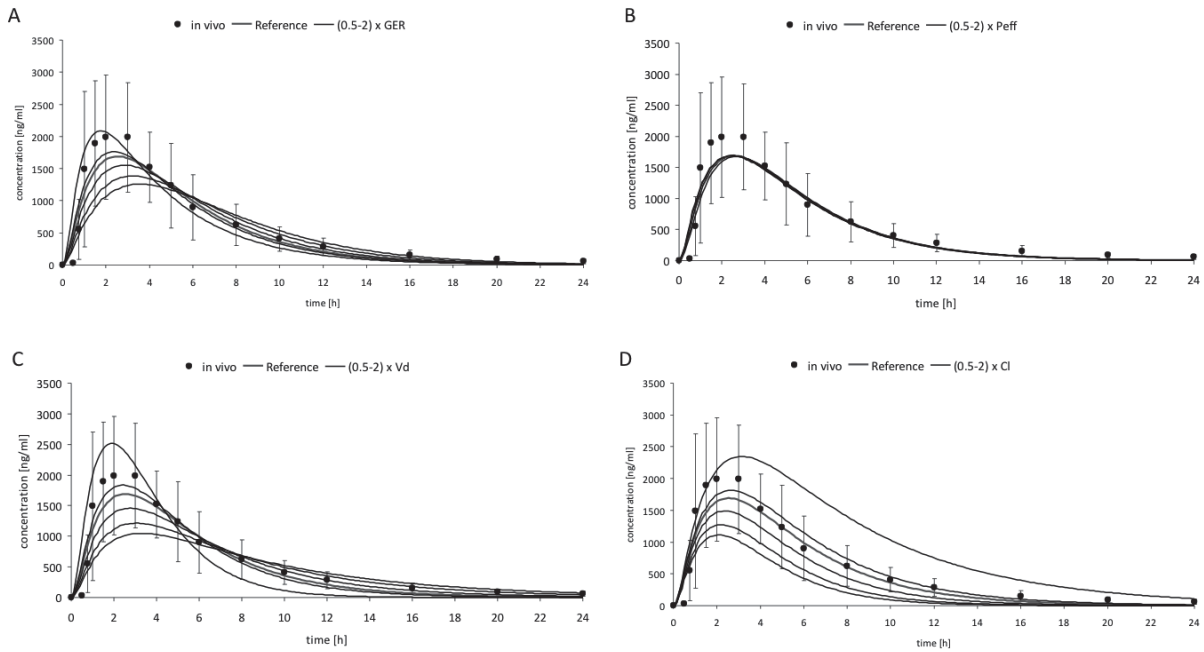 A
in vivo Reference (0.5-2) x GER
3500
3000
2500
2000
1500
1000
500
0
concentration [ng/ml]
0 2 4 6 8 10 12 14 16 18 20 22 24
time [h]
B
in vivo Reference (0.5-2) x Peff
3500
3000
2500
2000
1500
1000
500
0
concentration [ng/ml]
0 2 4 6 8 10 12 14 16 18 20 22 24
time [h]
C
in vivo Reference (0.5-2) x Vd
3500
3000
2500
2000
1500
1000
500
0
concentration [ng/ml]
0 2 4 6 8 10 12 14 16 18 20 22 24
time [h]
D
in vivo Reference (0.5-2) x Cl
3500
3000
2500
2000
1500
1000
500
0
concentration [ng/ml]
0 2 4 6 8 10 12 14 16 18 20 22 24
time [h]